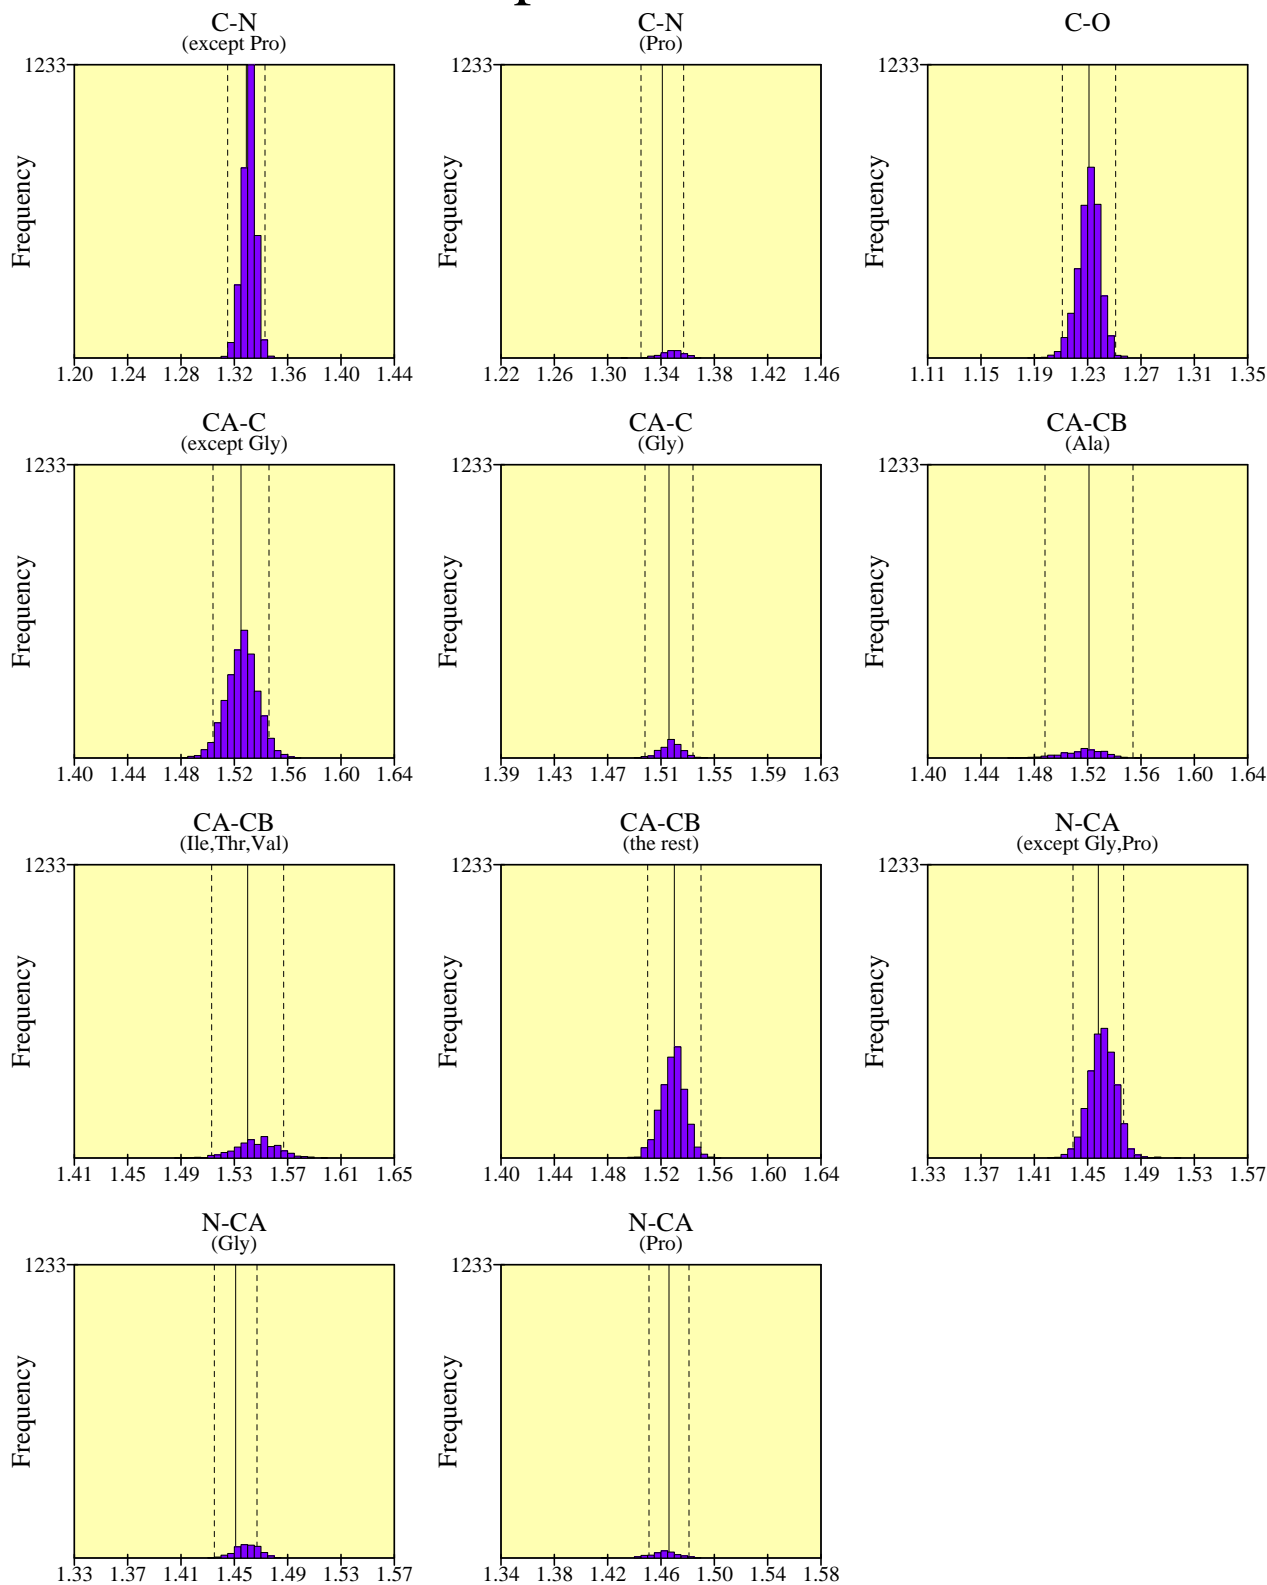 C-N C-N C-O
(except Pro) (Pro)
1233 1233 1233
Frequency Frequency Frequency
1.20 1.24 1.28 1.32 1.36 1.40 1.44 1.22 1.26 1.30 1.34 1.38 1.42 1.46 1.11 1.15 1.19 1.23 1.27 1.31 1.35
CA-C CA-C CA-CB
(except Gly) (Gly) (Ala)
1233 1233 1233
Frequency Frequency Frequency
1.40 1.44 1.48 1.52 1.56 1.60 1.64 1.39 1.43 1.47 1.51 1.55 1.59 1.63 1.40 1.44 1.48 1.52 1.56 1.60 1.64
CA-CB CA-CB N-CA
(Ile,Thr,Val) (the rest) (except Gly,Pro)
1233 1233 1233
Frequency Frequency Frequency
1.41 1.45 1.49 1.53 1.57 1.61 1.65 1.40 1.44 1.48 1.52 1.56 1.60 1.64 1.33 1.37 1.41 1.45 1.49 1.53 1.57
N-CA N-CA
(Gly) (Pro)
1233 1233
Frequency Frequency
1.33 1.37 1.41 1.45 1.49 1.53 1.57 1.34 1.38 1.42 1.46 1.50 1.54 1.58